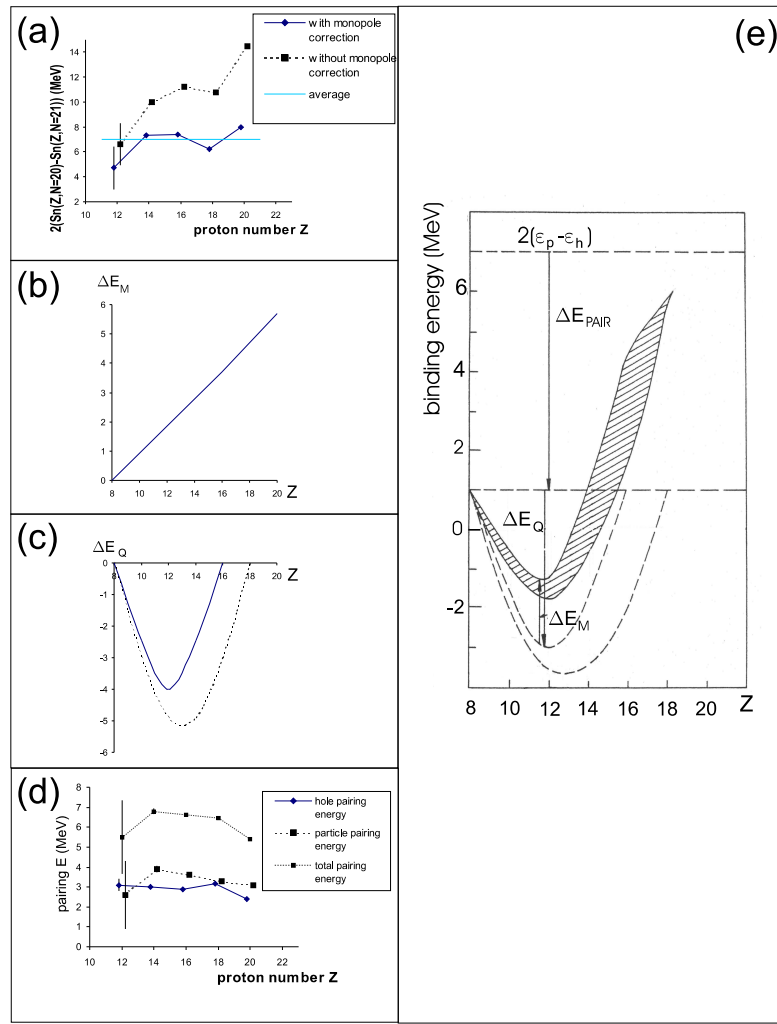 (a)
2(Sn(Z,N=20)-Sn(Z,N=21)) (MeV)
14
12
10
8
6
4
2
0
10 12 14 16 18 20 22
proton number Z
with monopole
correction
without monopole
correction
average
(b)
ΔE_M
6
5
4
3
2
1
0
8 10 12 14 16 18 20
Z
(c)
ΔE_Q
0
-1
-2
-3
-4
-5
-6
8 10 12 14 16 18 20
Z
(d)
pairing E (MeV)
8
7
6
5
4
3
2
1
0
10 12 14 16 18 20 22
proton number Z
hole pairing
energy
particle pairing
energy
total pairing
energy
(e)
binding energy (MeV)
2(ε_p-ε_h)
6
4
2
0
-2
ΔE_PAIR
ΔE_Q
ΔE_M
8 10 12 14 16 18 20 Z